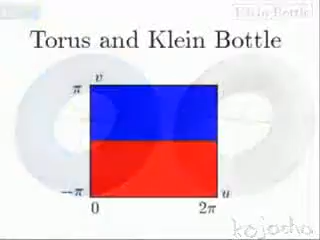 Klein Bottle
Torus and Klein Bottle
v
π
−π
u
0
2π
kojocho